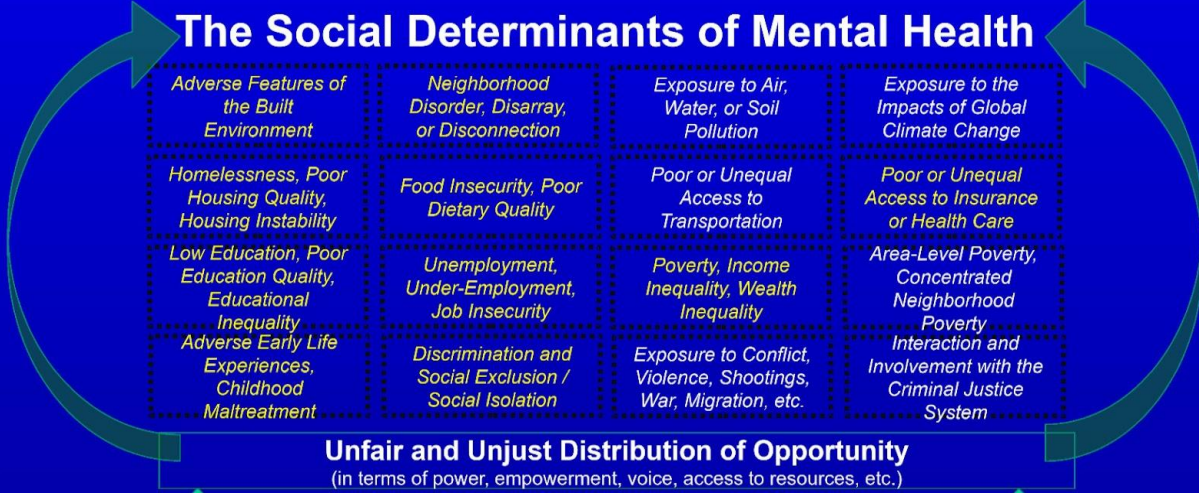 The Social Determinants of Mental Health
Adverse Features of
the Built
Environment
Neighborhood
Disorder, Disarray,
or Disconnection
Exposure to Air,
Water, or Soil
Pollution
Exposure to the
Impacts of Global
Climate Change
Homelessness, Poor
Housing Quality,
Housing Instability
Food Insecurity, Poor
Dietary Quality
Poor or Unequal
Access to
Transportation
Poor or Unequal
Access to Insurance
or Health Care
Low Education, Poor
Education Quality,
Educational
Inequality
Unemployment,
Under-Employment,
Job Insecurity
Poverty, Income
Inequality, Wealth
Inequality
Area-Level Poverty,
Concentrated
Neighborhood
Poverty
Adverse Early Life
Experiences,
Childhood
Maltreatment
Discrimination and
Social Exclusion /
Social Isolation
Exposure to Conflict,
Violence, Shootings,
War, Migration, etc.
Interaction and
Involvement with the
Criminal Justice
System
Unfair and Unjust Distribution of Opportunity
(in terms of power, empowerment, voice, access to resources, etc.)